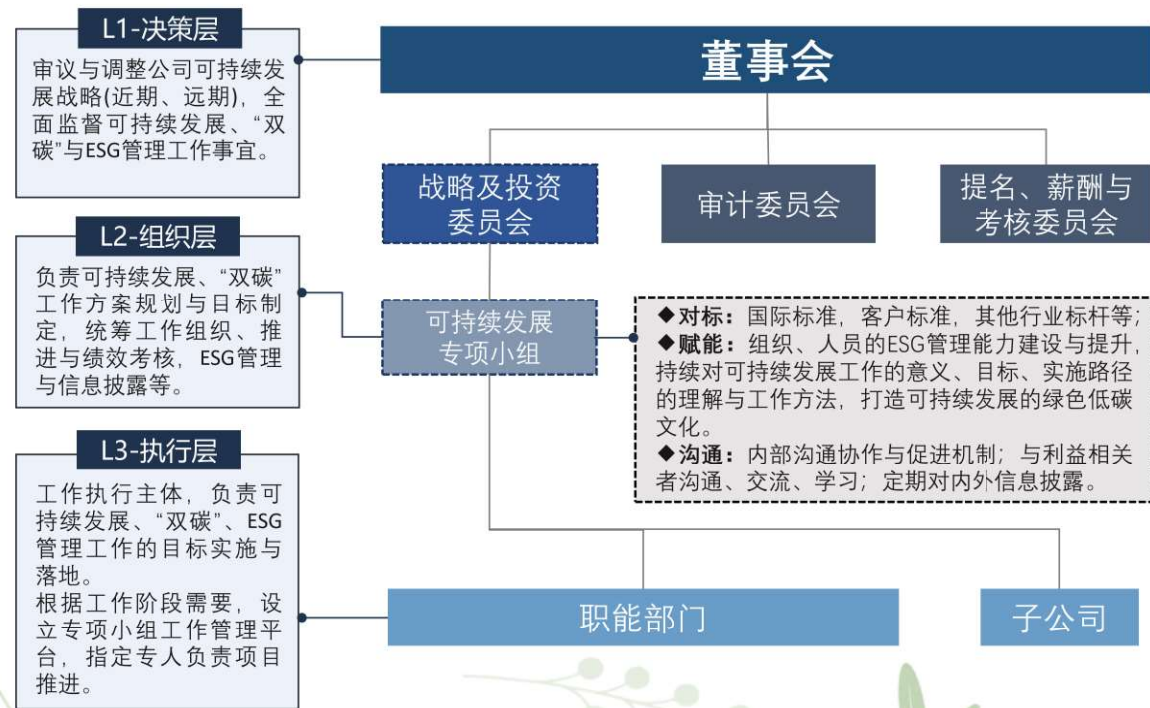 L1-决策层
审议与调整公司可持续发
展战略(近期、远期)，全
面监督可持续发展、“双
碳”与ESG管理工作事宜。
董事会
战略及投资
委员会
审计委员会
提名、薪酬与
考核委员会
L2-组织层
负责可持续发展、“双碳”
工作方案规划与目标制
定，统筹工作组织、推
进与绩效考核，ESG管理
与信息披露等。
可持续发展
专项小组
◆对标：国际标准，客户标准，其他行业标杆等；
◆赋能：组织、人员的ESG管理能力建设与提升，
持续对可持续发展工作的意义、目标、实施路径
的理解与工作方法，打造可持续发展的绿色低碳
文化。
◆沟通：内部沟通协作与促进机制；与利益相关
者沟通、交流、学习；定期对内外信息披露。
L3-执行层
工作执行主体，负责可
持续发展、“双碳”、ESG
管理工作的目标实施与
落地。
根据工作阶段需要，设
立专项小组工作管理平
台，指定专人负责项目
推进。
职能部门
子公司